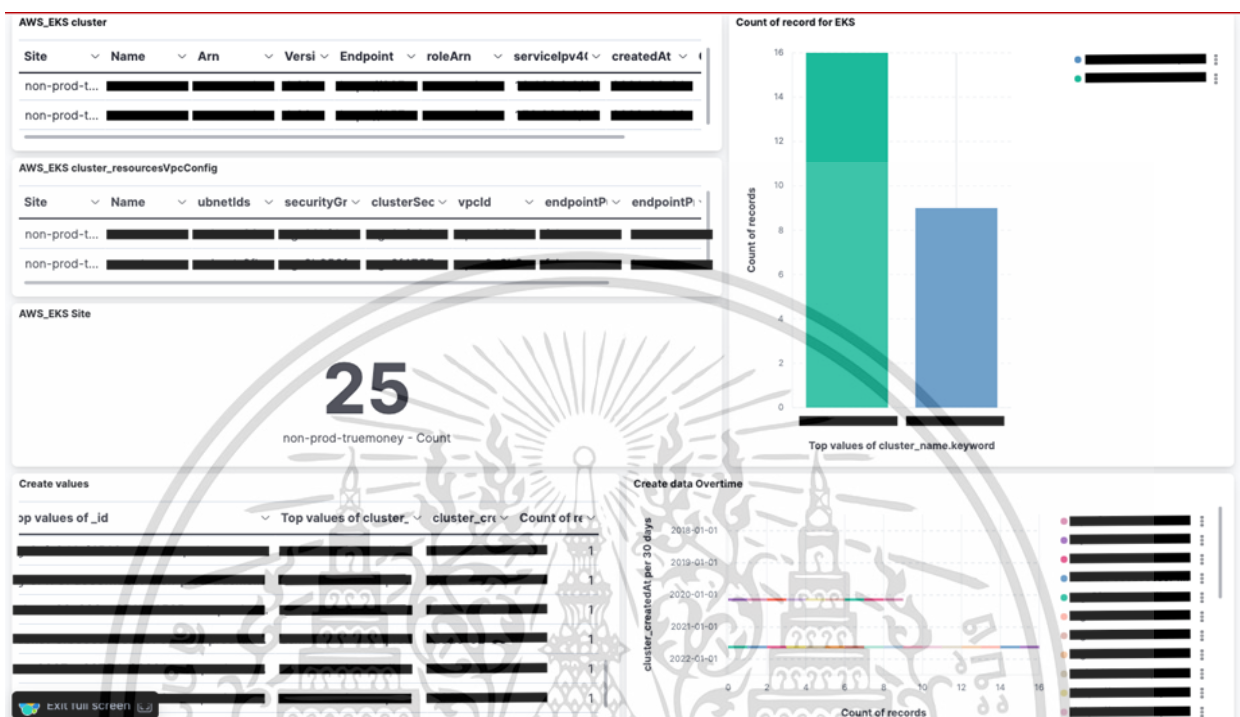 AWS_EKS cluster
Site Name Arn Versi Endpoint roleArn serviceIpv4( createdAt
non-prod-t...
non-prod-t...
AWS_EKS cluster_resourcesVpcConfig
Site Name ubnetIds securityGr clusterSec vpcId endpointP endpointP
non-prod-t...
non-prod-t...
AWS_EKS Site
25
non-prod-truemoney - Count
Count of record for EKS
16
14
12
10
8
6
4
2
0
Count of records
Top values of cluster_name.keyword
Create values
op values of _id Top values of cluster_ cluster_cre Count of re
1
1
1
1
1
1
Exit full screen
Create data Overtime
cluster_createdAt per 30 days
2018-01-01
2019-01-01
2020-01-01
2021-01-01
2022-01-01
0 2 4 6 8 10 12 14 16
Count of records